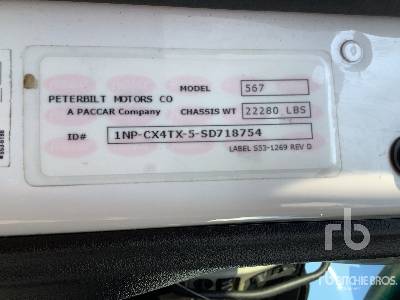 MODEL 567
PETERBILT MOTORS CO
A PACCAR Company CHASSIS WT 22280 LBS
ID# 1NP-CX4TX-5-SD718754
LABEL S53-1269 REV D
rb
RITCHIE BROS.